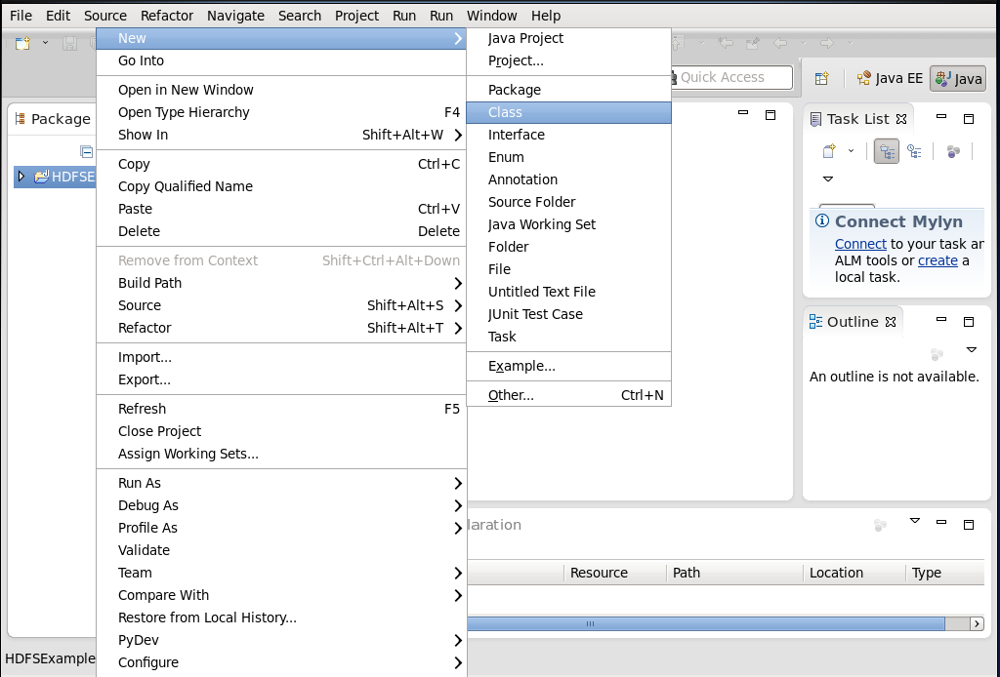 File Edit Source Refactor Navigate Search Project Run Run Window Help
New
Go Into
Open in New Window
Open Type Hierarchy F4
Show In Shift+Alt+W
Copy Ctrl+C
Copy Qualified Name
Paste Ctrl+V
Delete Delete
Remove from Context Shift+Ctrl+Alt+Down
Build Path
Source Shift+Alt+S
Refactor Shift+Alt+T
Import...
Export...
Refresh F5
Close Project
Assign Working Sets...
Run As
Debug As
Profile As
Validate
Team
Compare With
Restore from Local History...
PyDev
Configure
Java Project
Project...
Package
Class
Interface
Enum
Annotation
Source Folder
Java Working Set
Folder
File
Untitled Text File
JUnit Test Case
Task
Example...
Other... Ctrl+N
Quick Access
Java EE
Java
Package
HDFSE
Task List
Connect Mylyn
Connect to your task an
ALM tools or create a
local task.
Outline
An outline is not available.
laration
Resource Path Location Type
HDFSExample